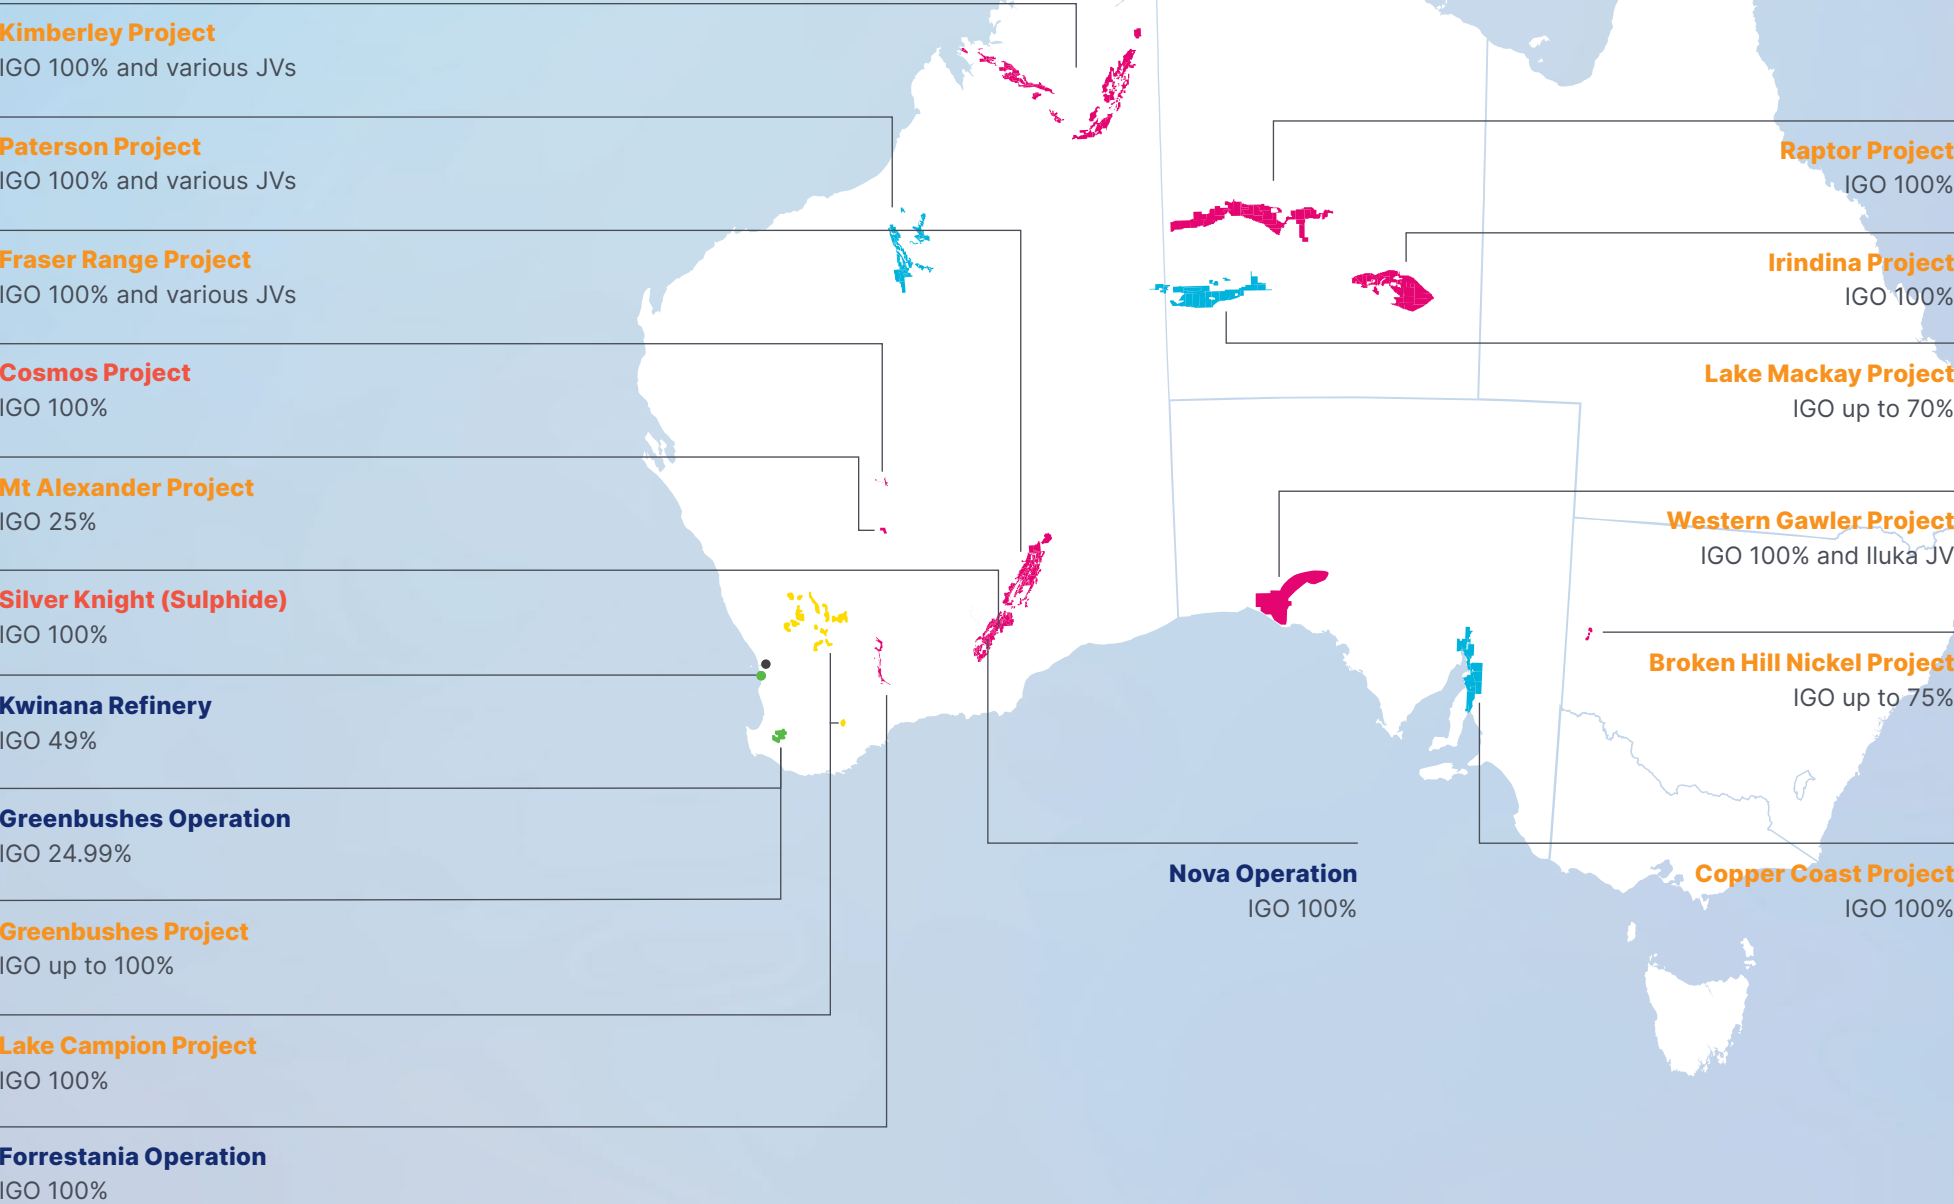 Kimberley Project
IGO 100% and various JVs
Paterson Project
IGO 100% and various JVs
Fraser Range Project
IGO 100% and various JVs
Cosmos Project
IGO 100%
Mt Alexander Project
IGO 25%
Silver Knight (Sulphide)
IGO 100%
Kwinana Refinery
IGO 49%
Greenbushes Operation
IGO 24.99%
Greenbushes Project
IGO up to 100%
Lake Campion Project
IGO 100%
Forrestania Operation
IGO 100%
Nova Operation
IGO 100%
Raptor Project
IGO 100%
Irindina Project
IGO 100%
Lake Mackay Project
IGO up to 70%
Western Gawler Project
IGO 100% and Iluka JV
Broken Hill Nickel Project
IGO up to 75%
Copper Coast Project
IGO 100%